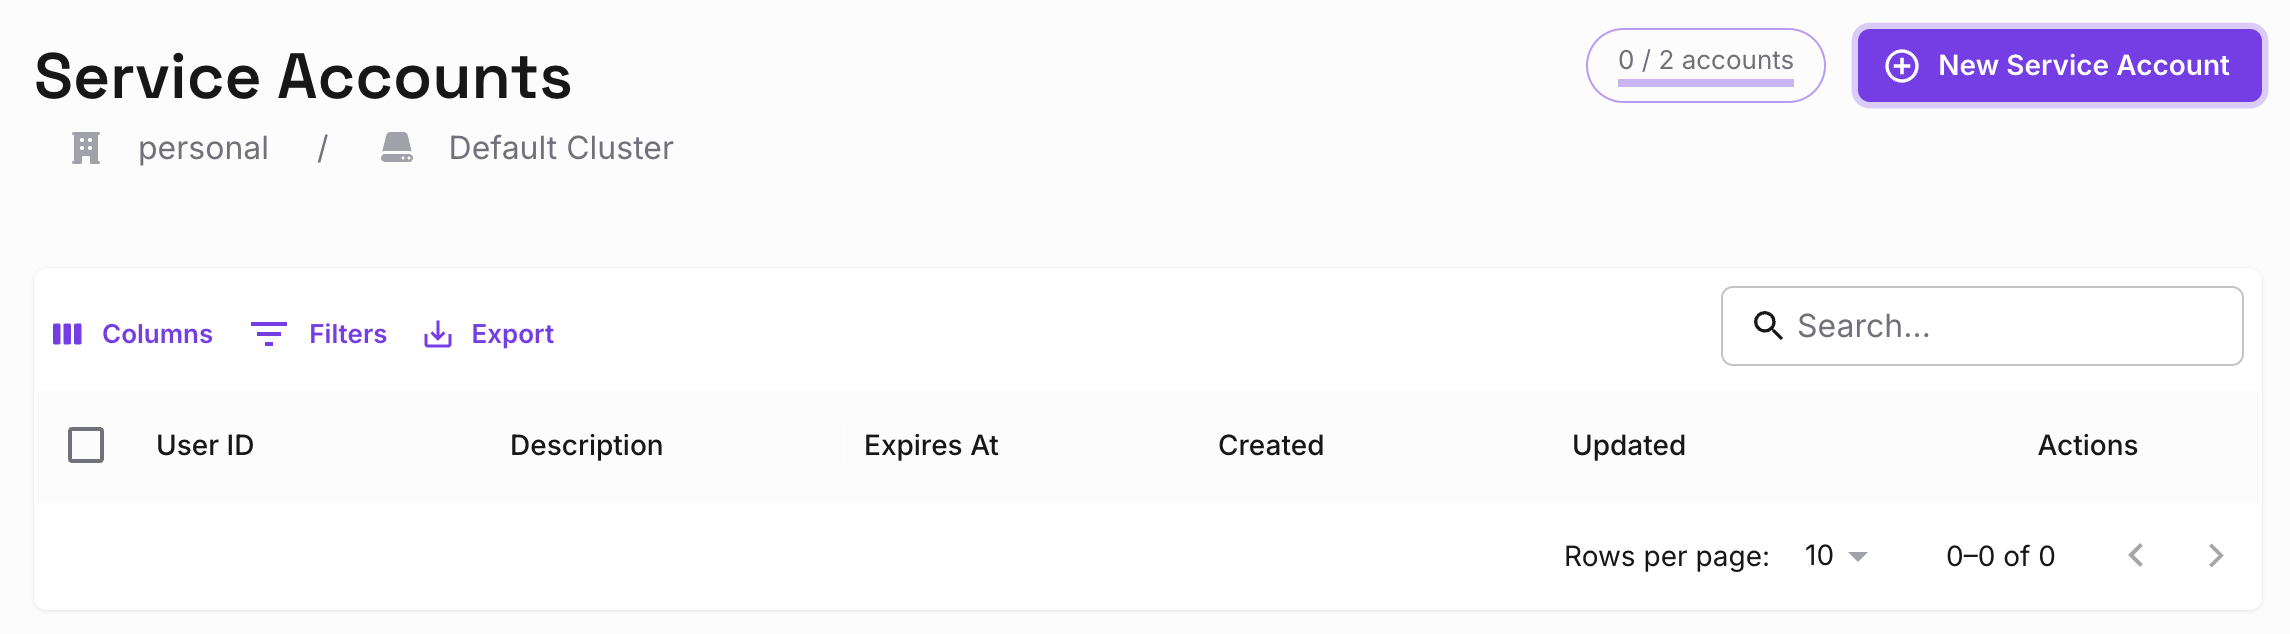 Service Accounts
0 / 2 accounts
New Service Account
personal / Default Cluster
Columns Filters Export
Search...
User ID Description Expires At Created Updated Actions
Rows per page: 10 0–0 of 0